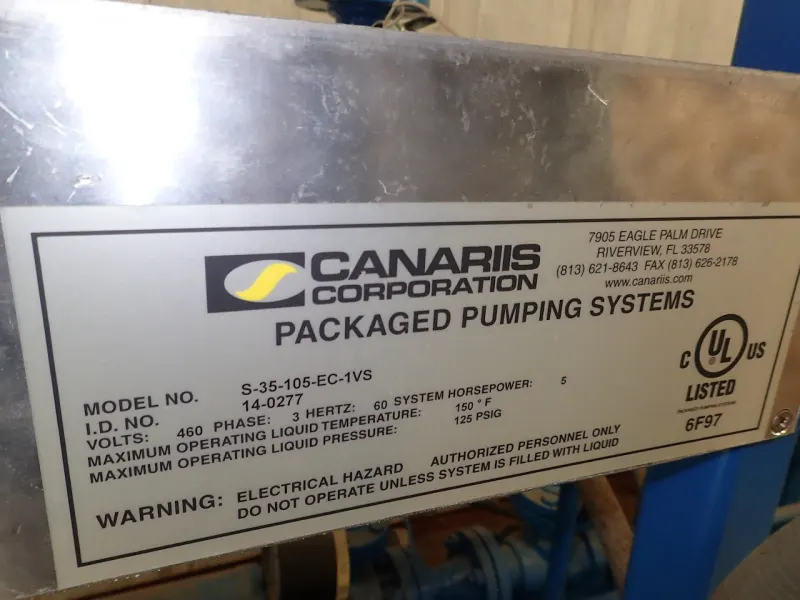 CANARIIS
CORPORATION
7905 EAGLE PALM DRIVE
RIVERVIEW, FL 33578
(813) 621-8643 FAX (813) 626-2178
www.canariis.com
PACKAGED PUMPING SYSTEMS
MODEL NO. S-35-105-EC-1VS
I.D. NO. 14-0277
VOLTS: 460 PHASE: 3 HERTZ: 60 SYSTEM HORSEPOWER: 5
MAXIMUM OPERATING LIQUID TEMPERATURE: 150 ° F
MAXIMUM OPERATING LIQUID PRESSURE: 125 PSIG
WARNING: ELECTRICAL HAZARD AUTHORIZED PERSONNEL ONLY
DO NOT OPERATE UNLESS SYSTEM IS FILLED WITH LIQUID
C UL US
LISTED
PACKAGED PUMPING SYSTEMS
6F97